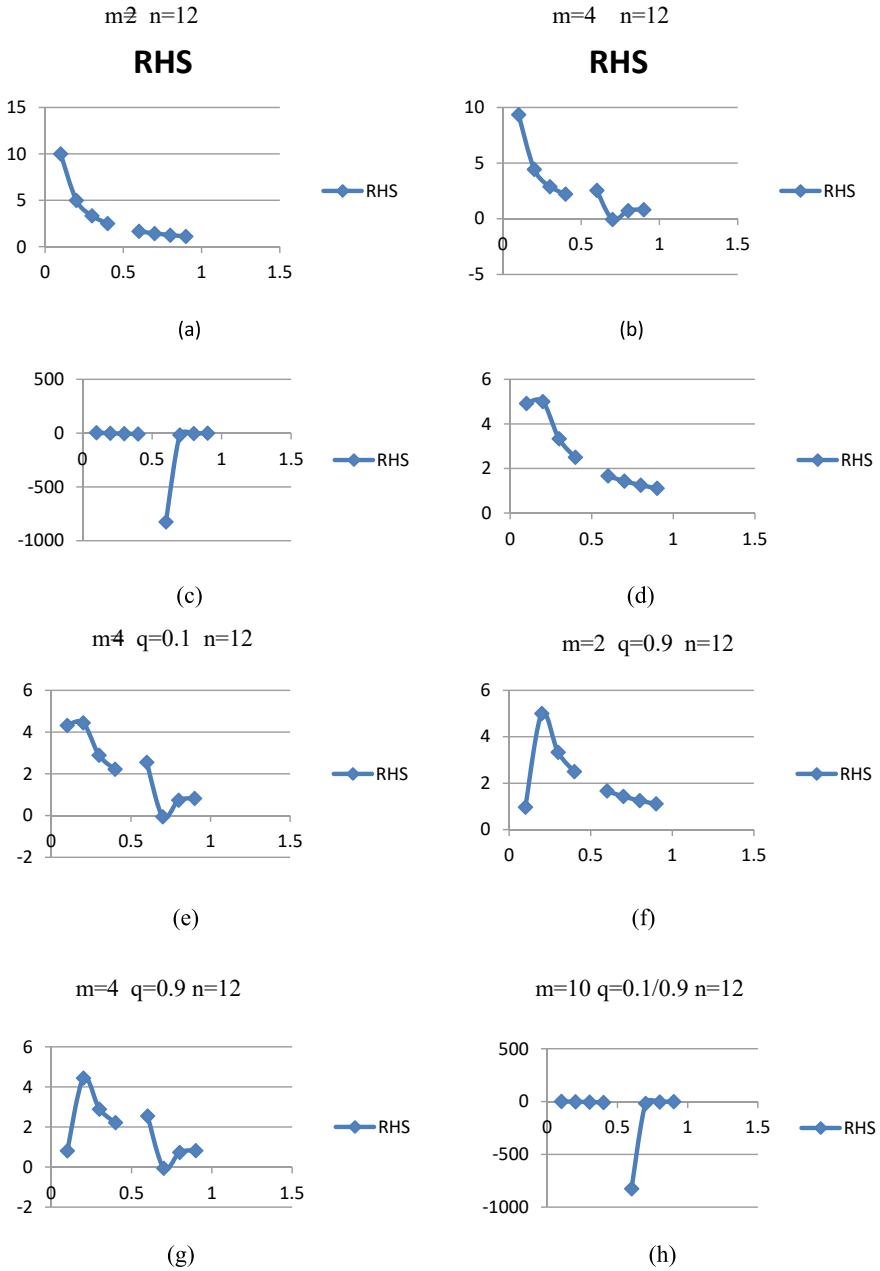 m=2 n=12
RHS
15
10
5
0
0 0.5 1 1.5
RHS
(a)
m=4 n=12
RHS
10
5
0
-5
0 0.5 1 1.5
RHS
(b)
500
0
-500
-1000
0 0.5 1 1.5
RHS
(c)
6
4
2
0
0 0.5 1 1.5
RHS
(d)
m=4 q=0.1 n=12
6
4
2
0
-2
0 0.5 1 1.5
RHS
(e)
m=2 q=0.9 n=12
6
4
2
0
0 0.5 1 1.5
RHS
(f)
m=4 q=0.9 n=12
6
4
2
0
-2
0 0.5 1 1.5
RHS
(g)
m=10 q=0.1/0.9 n=12
500
0
-500
-1000
0 0.5 1 1.5
RHS
(h)